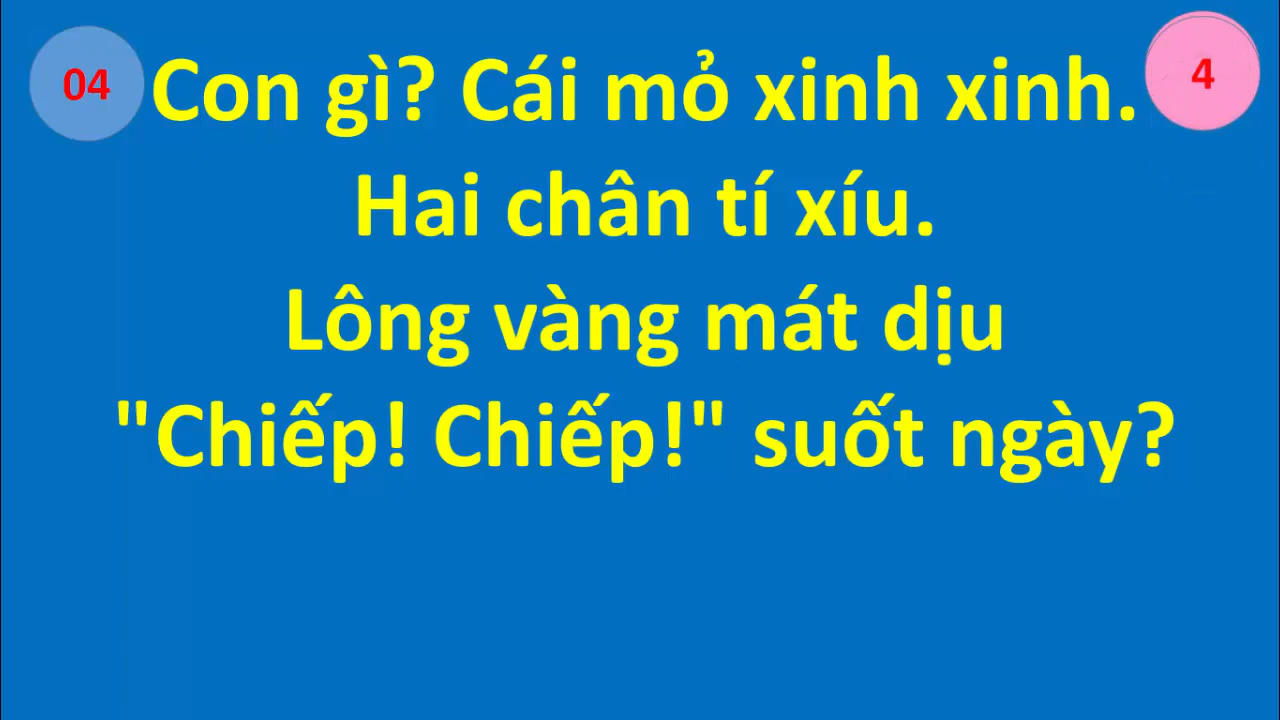 04
Con gì? Cái mỏ xinh xinh.
4
Hai chân tí xíu.
Lông vàng mát dịu
"Chiếp! Chiếp!" suốt ngày?